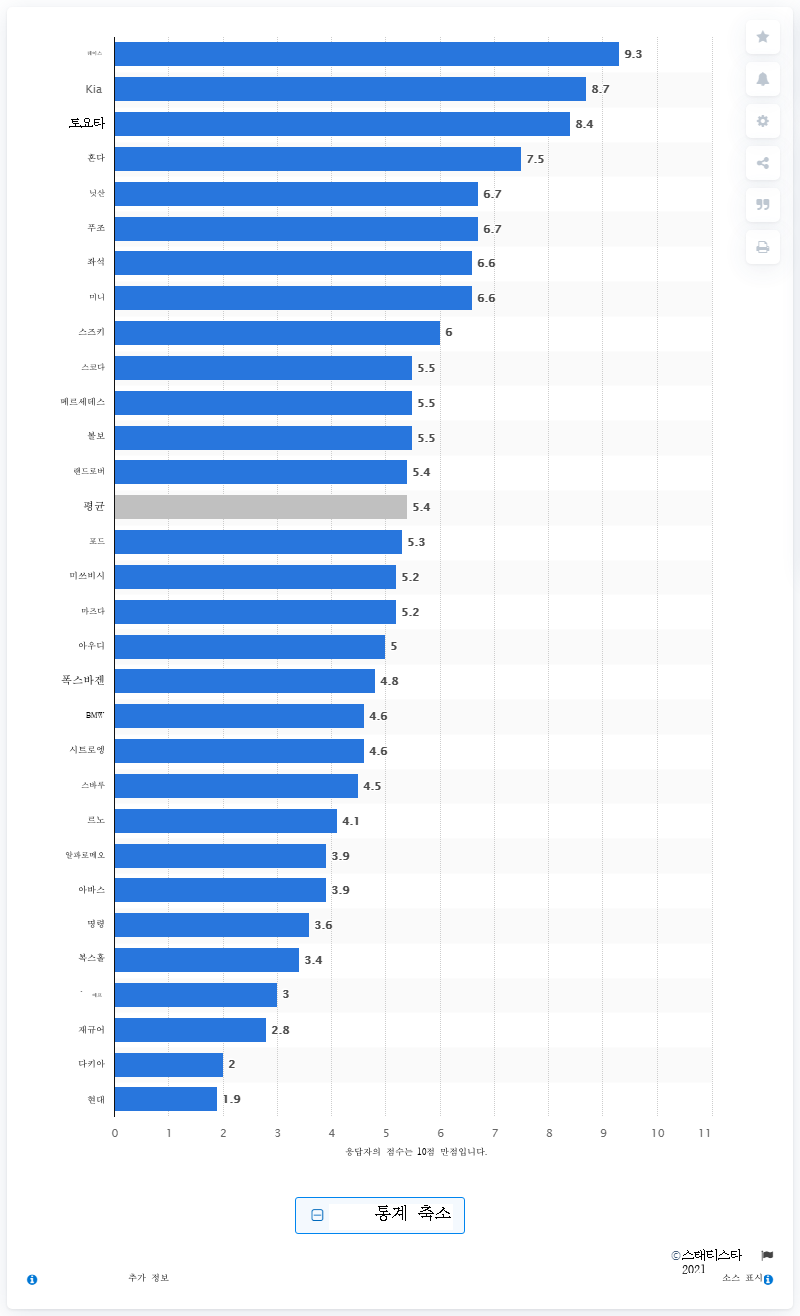 9.3
Kia 8.7
토요타 8.4
혼다 7.5
닛산 6.7
푸조 6.7
좌석 6.6
미니 6.6
스즈키 6
스코다 5.5
메르세데스 5.5
볼보 5.5
랜드로버 5.4
평균 5.4
포드 5.3
미쓰비시 5.2
마즈다 5.2
아우디 5
폭스바겐 4.8
BMW 4.6
시트로엥 4.6
스바루 4.5
르노 4.1
알파로메오 3.9
아바스 3.9
명령 3.6
복스홀 3.4
3
재규어 2.8
다키아 2
현대 1.9
0 1 2 3 4 5 6 7 8 9 10 11
응답자의 점수는 10점 만점입니다.
통계 축소
©스태티스타
2021
추가 정보 소스 표시